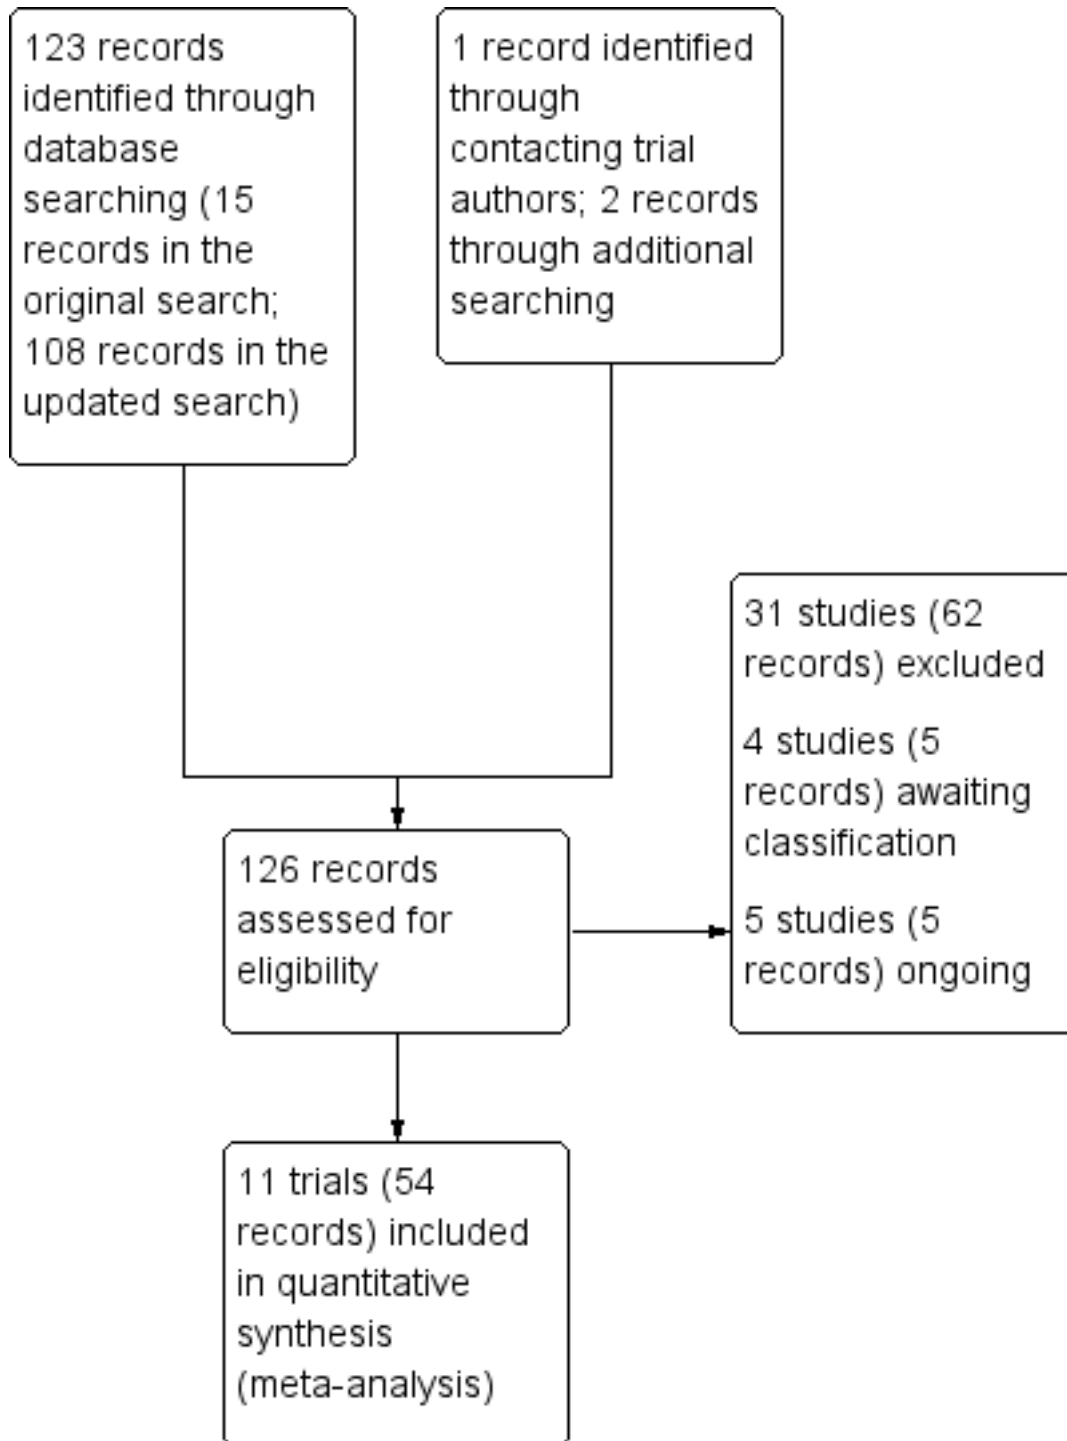 123 records
identified through
database
searching (15
records in the
original search;
108 records in the
updated search)
1 record identified
through
contacting trial
authors; 2 records
through additional
searching
31 studies (62
records) excluded
4 studies (5
records) awaiting
classification
5 studies (5
records) ongoing
126 records
assessed for
eligibility
11 trials (54
records) included
in quantitative
synthesis
(meta-analysis)